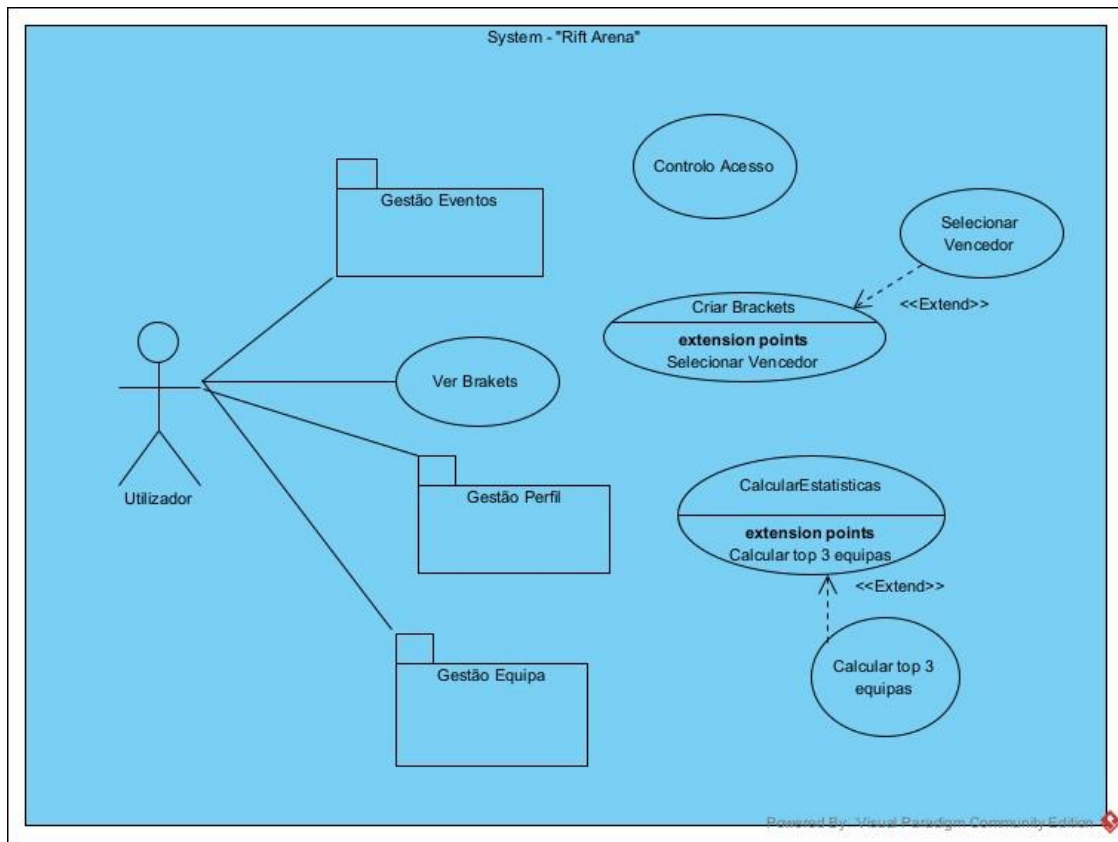 System - "Rift Arena"
Controlo Acesso
Gestão Eventos
Selecionar
Vencedor
Criar Brackets
<<Extend>>
extension points
Selecionar Vencedor
Ver Brakets
CalcularEstatisticas
Gestão Perfil
Utilizador
extension points
Calcular top 3 equipas
<<Extend>>
Gestão Equipa
Calcular top 3
equipas
Powered By: Visual Paradigm Community Edition